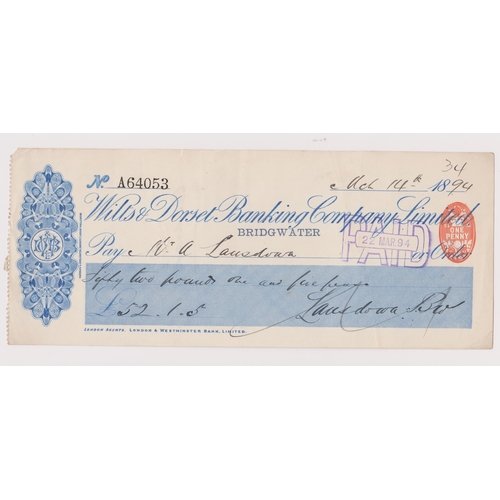 34
No A64053 Mch 14th 1894
Wilts & Dorset Banking Company Limited
BRIDGWATER
PAID
22 MAR 94
ONE PENNY
Pay Mr A Lansdown or Order
Fifty two pounds one and five pence
£52.1.5 Lansdown
LONDON AGENTS. LONDON & WESTMINSTER BANK, LIMITED.